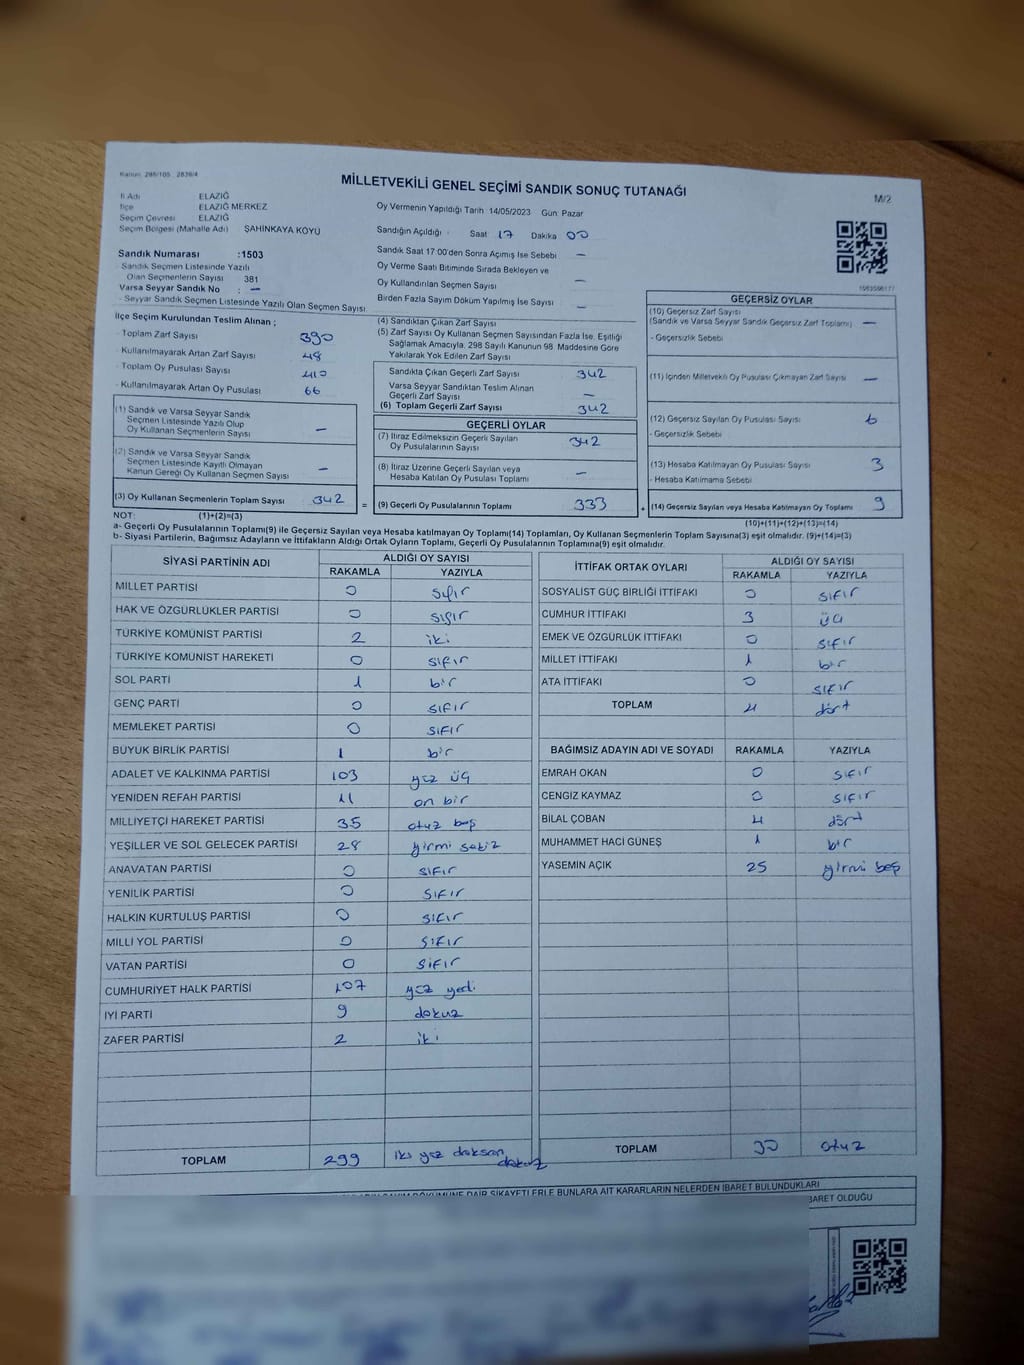 Kanun: 298/105 2839/4
MİLLETVEKİLİ GENEL SEÇİMİ SANDIK SONUÇ TUTANAĞI
M/2
İl Adı ELAZIĞ
İlçe ELAZIĞ MERKEZ
Seçim Çevresi ELAZIĞ
Seçim Bölgesi (Mahalle Adı) ŞAHİNKAYA KÖYÜ
Oy Vermenin Yapıldığı Tarih 14/05/2023 Gün: Pazar
Sandığın Açıldığı Saat 17 Dakika 00
Sandık Numarası :1503
Sandık Seçmen Listesinde Yazılı
Olan Seçmenlerin Sayısı 381
Varsa Seyyar Sandık No : —
- Seyyar Sandık Seçmen Listesinde Yazılı Olan Seçmen Sayısı:
Sandık Saat 17.00'den Sonra Açılmış İse Sebebi —
Oy Verme Saati Bitiminde Sırada Bekleyen ve
Oy Kullandırılan Seçmen Sayısı —
Birden Fazla Sayım Döküm Yapılmış İse Sayısı —
İlçe Seçim Kurulundan Teslim Alınan ;
- Toplam Zarf Sayısı 390
- Kullanılmayarak Artan Zarf Sayısı 48
- Toplam Oy Pusulası Sayısı 410
- Kullanılmayarak Artan Oy Pusulası 66
(1) Sandık ve Varsa Seyyar Sandık
Seçmen Listesinde Yazılı Olup
Oy Kullanan Seçmenlerin Sayısı —
(2) Sandık ve Varsa Seyyar Sandık
Seçmen Listesinde Kayıtlı Olmayan
Kanun Gereği Oy Kullanan Seçmen Sayısı —
(3) Oy Kullanan Seçmenlerin Toplam Sayısı 342
(4) Sandıktan Çıkan Zarf Sayısı
(5) Zarf Sayısı Oy Kullanan Seçmen Sayısından Fazla İse, Eşitliği
Sağlamak Amacıyla, 298 Sayılı Kanunun 98. Maddesine Göre
Yakılarak Yok Edilen Zarf Sayısı
Sandıkta Çıkan Geçerli Zarf Sayısı 342
Varsa Seyyar Sandıktan Teslim Alınan
Geçerli Zarf Sayısı —
(6) Toplam Geçerli Zarf Sayısı 342
GEÇERLİ OYLAR
(7) İtiraz Edilmeksizin Geçerli Sayılan
Oy Pusulalarının Sayısı 342
(8) İtiraz Üzerine Geçerli Sayılan veya
Hesaba Katılan Oy Pusulası Toplamı —
= (9) Geçerli Oy Pusulalarının Toplamı 333 +
GEÇERSİZ OYLAR
(10) Geçersiz Zarf Sayısı
(Sandık ve Varsa Seyyar Sandık Geçersiz Zarf Toplamı) —
- Geçersizlik Sebebi
(11) İçinden Milletvekili Oy Pusulası Çıkmayan Zarf Sayısı —
(12) Geçersiz Sayılan Oy Pusulası Sayısı 6
- Geçersizlik Sebebi
(13) Hesaba Katılmayan Oy Pusulası Sayısı 3
- Hesaba Katılmama Sebebi
(14) Geçersiz Sayılan veya Hesaba Katılmayan Oy Toplamı 9
NOT: (1)+(2)=(3)
(10)+(11)+(12)+(13)=(14)
a- Geçerli Oy Pusulalarının Toplamı(9) ile Geçersiz Sayılan veya Hesaba katılmayan Oy Toplamı(14) Toplamları, Oy Kullanan Seçmenlerin Toplam Sayısına(3) eşit olmalıdır. (9)+(14)=(3)
b- Siyasi Partilerin, Bağımsız Adayların ve İttifakların Aldığı Ortak Oyların Toplamı, Geçerli Oy Pusulalarının Toplamına(9) eşit olmalıdır.
SİYASİ PARTİNİN ADI ALDIĞI OY SAYISI
RAKAMLA YAZIYLA
MİLLET PARTİSİ 0 sıfır
HAK VE ÖZGÜRLÜKLER PARTİSİ 0 sıfır
TÜRKİYE KOMÜNİST PARTİSİ 2 iki
TÜRKİYE KOMÜNİST HAREKETİ 0 sıfır
SOL PARTİ 1 bir
GENÇ PARTİ 0 sıfır
MEMLEKET PARTİSİ 0 sıfır
BÜYÜK BİRLİK PARTİSİ 1 bir
ADALET VE KALKINMA PARTİSİ 103 yüz üç
YENİDEN REFAH PARTİSİ 11 on bir
MİLLİYETÇİ HAREKET PARTİSİ 35 otuz beş
YEŞİLLER VE SOL GELECEK PARTİSİ 28 yirmi sekiz
ANAVATAN PARTİSİ 0 sıfır
YENİLİK PARTİSİ 0 sıfır
HALKIN KURTULUŞ PARTİSİ 0 sıfır
MİLLİ YOL PARTİSİ 0 sıfır
VATAN PARTİSİ 0 sıfır
CUMHURİYET HALK PARTİSİ 107 yüz yedi
İYİ PARTİ 9 dokuz
ZAFER PARTİSİ 2 iki
TOPLAM 299 iki yüz doksan dokuz
İTTİFAK ORTAK OYLARI ALDIĞI OY SAYISI
RAKAMLA YAZIYLA
SOSYALİST GÜÇ BİRLİĞİ İTTİFAKI 0 sıfır
CUMHUR İTTİFAKI 3 üç
EMEK VE ÖZGÜRLÜK İTTİFAKI 0 sıfır
MİLLET İTTİFAKI 1 bir
ATA İTTİFAKI 0 sıfır
TOPLAM 4 dört
BAĞIMSIZ ADAYIN ADI VE SOYADI RAKAMLA YAZIYLA
EMRAH OKAN 0 sıfır
CENGİZ KAYMAZ 0 sıfır
BİLAL ÇOBAN 4 dört
MUHAMMET HACI GÜNEŞ 1 bir
YASEMİN AÇIK 25 yirmi beş
TOPLAM 30 otuz
DAİR ŞİKAYETLERLE BUNLARA AİT KARARLARIN NELERDEN İBARET BULUNDUKLARI
İBARET OLDUĞU